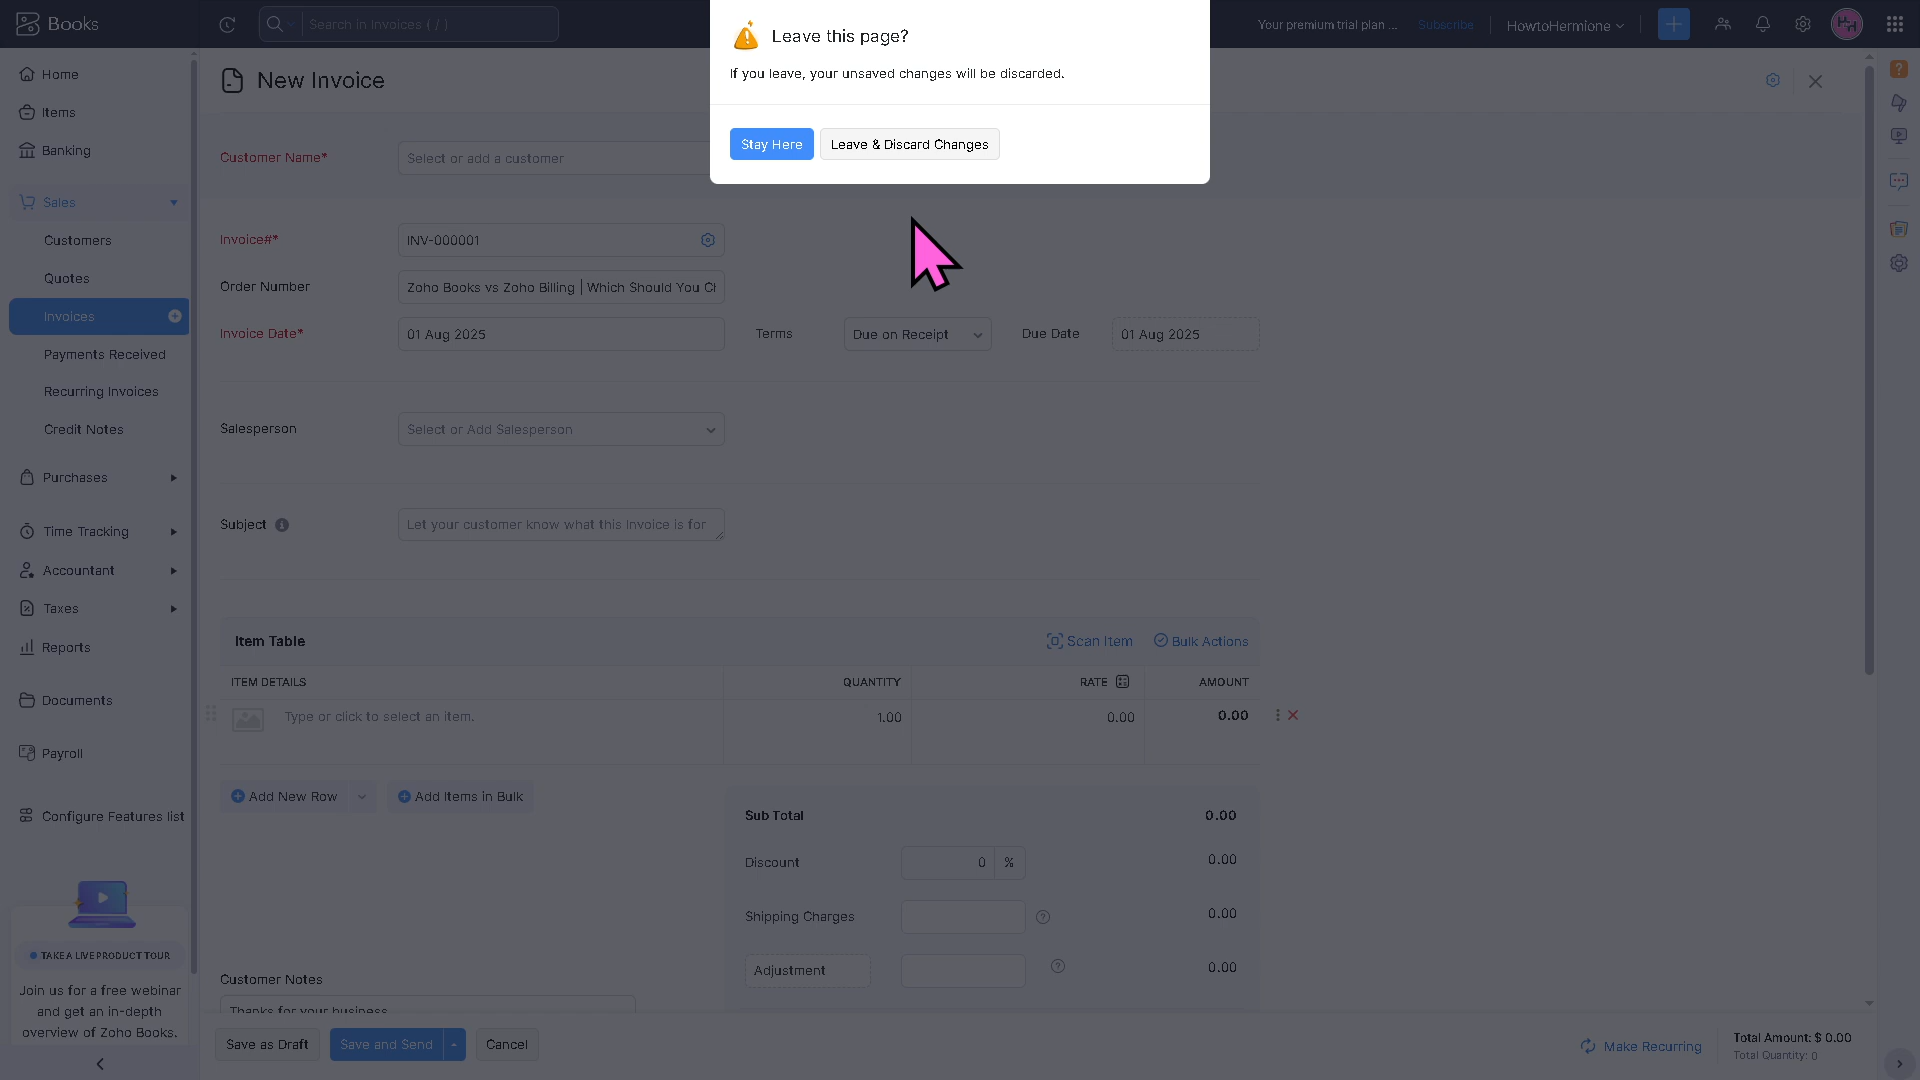 Books
Search in Invoices ( / )
Your premium trial plan ...
Subscribe
HowtoHermione
Leave this page?
If you leave, your unsaved changes will be discarded.
Stay Here
Leave & Discard Changes
Home
Items
Banking
Sales
Customers
Quotes
Invoices
Payments Received
Recurring Invoices
Credit Notes
Purchases
Time Tracking
Accountant
Taxes
Reports
Documents
Payroll
Configure Features list
TAKE A LIVE PRODUCT TOUR
Join us for a free webinar
and get an in-depth
overview of Zoho Books.
New Invoice
Customer Name*
Select or add a customer
Invoice#*
INV-000001
Order Number
Zoho Books vs Zoho Billing | Which Should You Ch
Invoice Date*
01 Aug 2025
Terms
Due on Receipt
Due Date
01 Aug 2025
Salesperson
Select or Add Salesperson
Subject
Let your customer know what this Invoice is for
Item Table
Scan Item
Bulk Actions
ITEM DETAILS
QUANTITY
RATE
AMOUNT
Type or click to select an item.
1.00
0.00
0.00
Add New Row
Add Items in Bulk
Sub Total
0.00
Discount
0
%
0.00
Shipping Charges
0.00
Adjustment
0.00
Customer Notes
Thanks for your business.
Save as Draft
Save and Send
Cancel
Make Recurring
Total Amount: $ 0.00
Total Quantity: 0